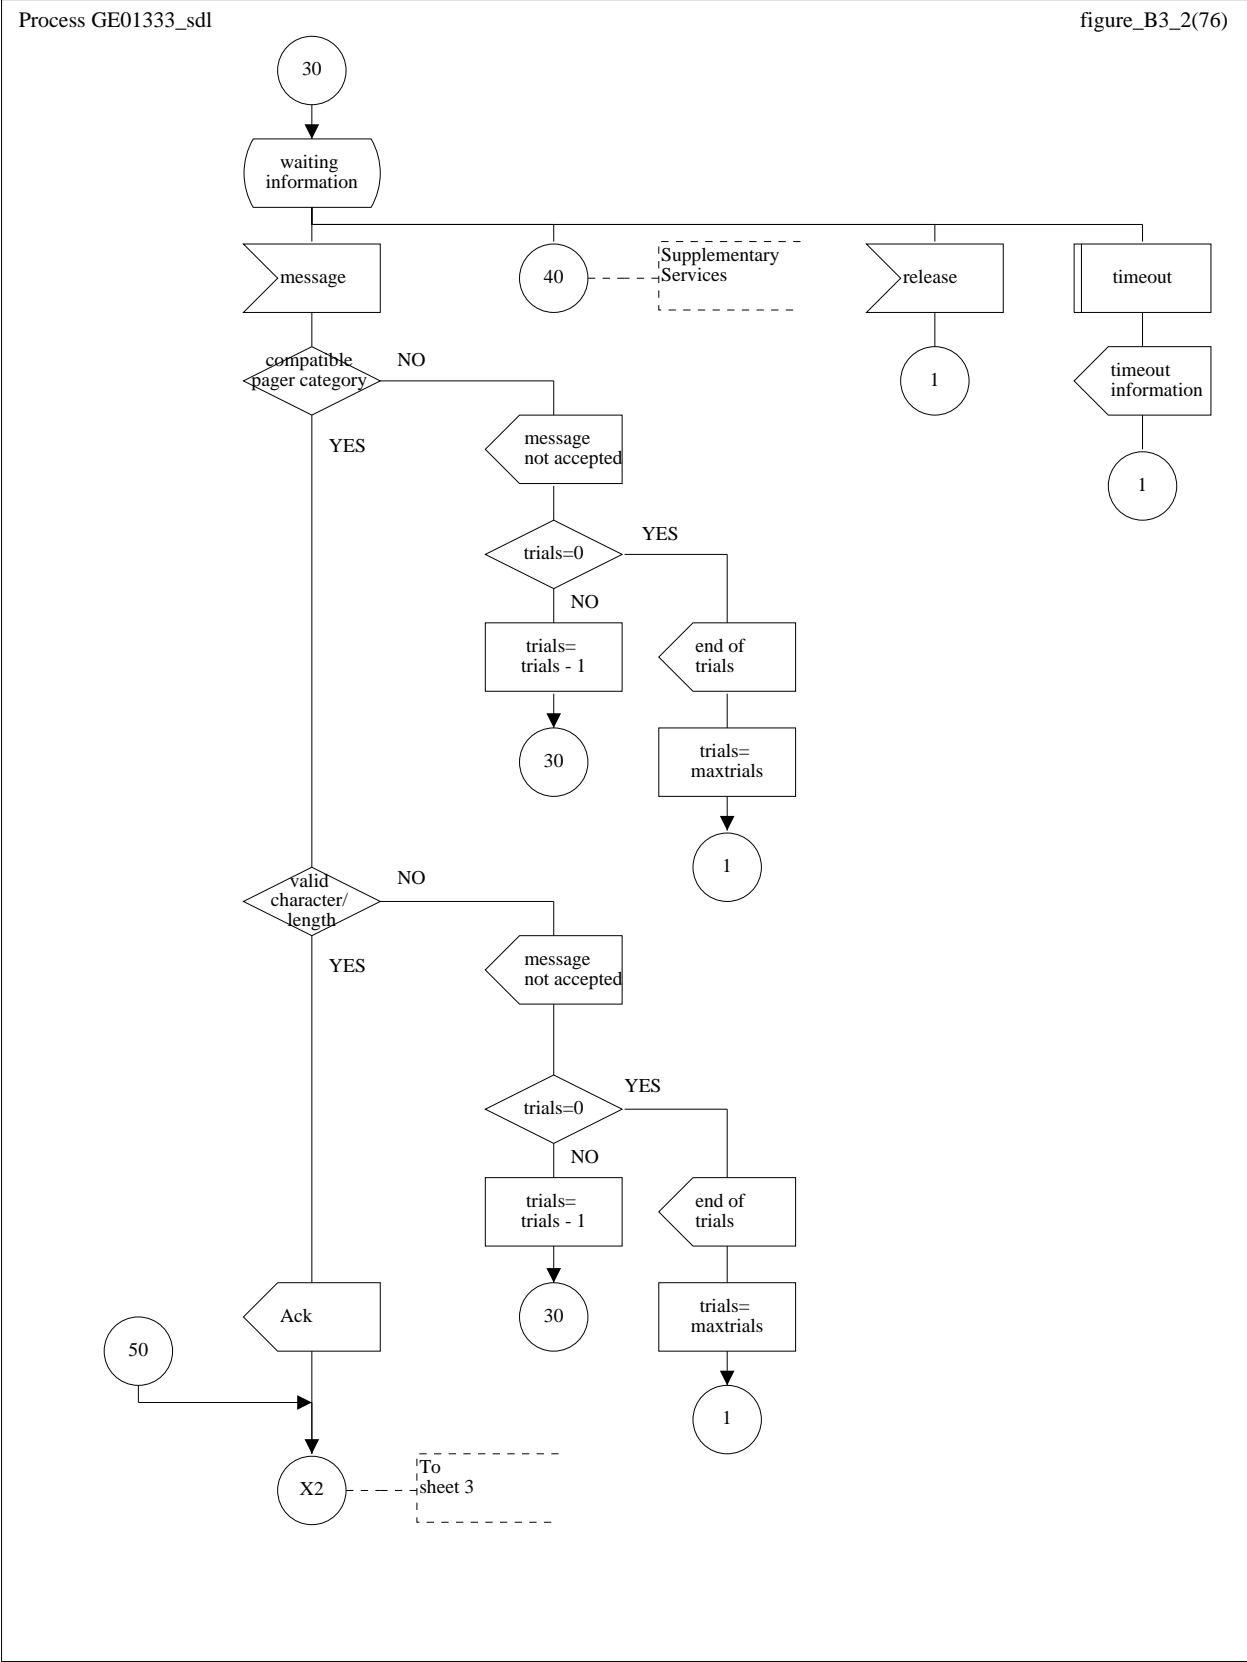 Process GE01333_sdl
figure_B3_2(76)
30
waiting
information
message
40
Supplementary
Services
release
timeout
compatible
pager category
NO
YES
1
timeout
information
message
not accepted
1
trials=0
YES
NO
trials=
trials - 1
end of
trials
30
trials=
maxtrials
1
valid
character/
length
NO
YES
message
not accepted
trials=0
YES
NO
trials=
trials - 1
end of
trials
Ack
30
trials=
maxtrials
50
1
X2
To
sheet 3